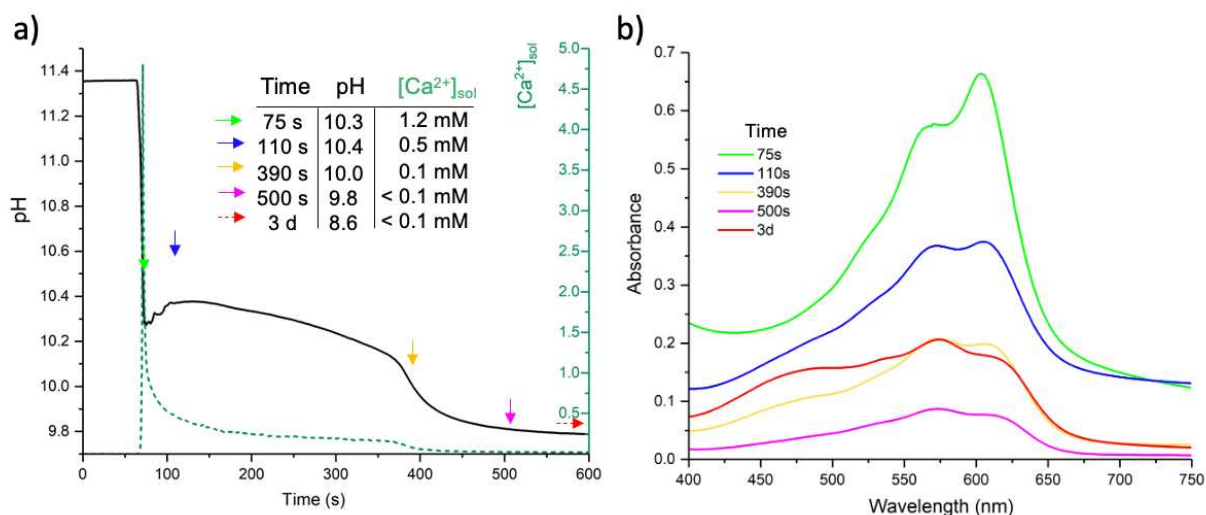 a)
pH
11.4
11.2
11.0
10.8
10.6
10.4
10.2
10.0
9.8
0 100 200 300 400 500 600
Time (s)
Time pH [Ca²⁺]sol
75 s 10.3 1.2 mM
110 s 10.4 0.5 mM
390 s 10.0 0.1 mM
500 s 9.8 < 0.1 mM
3 d 8.6 < 0.1 mM
[Ca²⁺]sol
5.0
4.5
4.0
3.5
3.0
2.5
2.0
1.5
1.0
0.5
b)
Absorbance
0.7
0.6
0.5
0.4
0.3
0.2
0.1
0.0
400 450 500 550 600 650 700 750
Wavelength (nm)
Time
75s
110s
390s
500s
3d